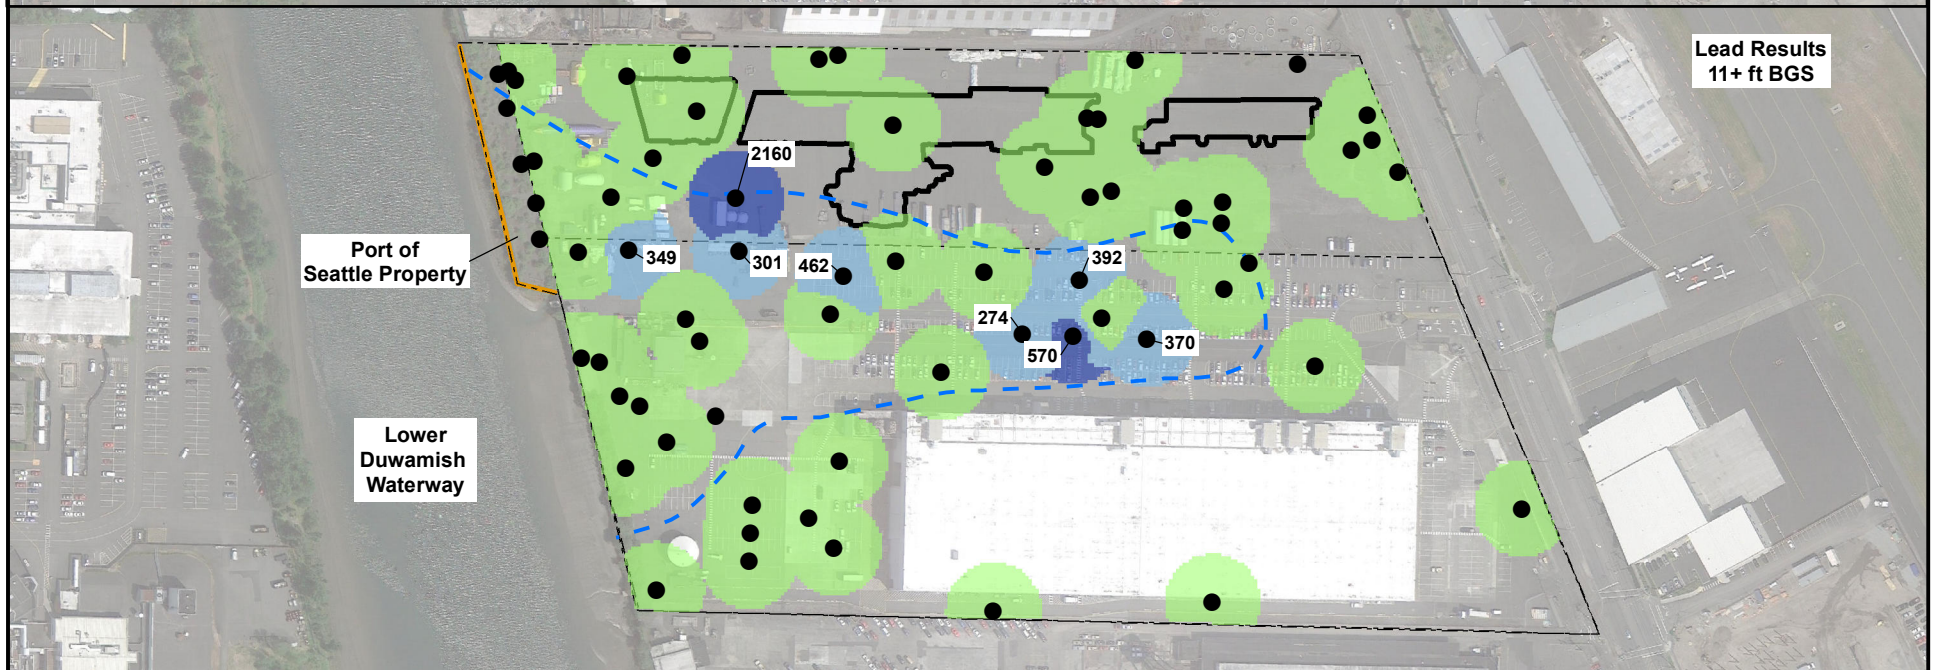 Lead Results
11+ ft BGS
2160
Port of
Seattle Property
349
301
462
392
274
570
370
Lower
Duwamish
Waterway